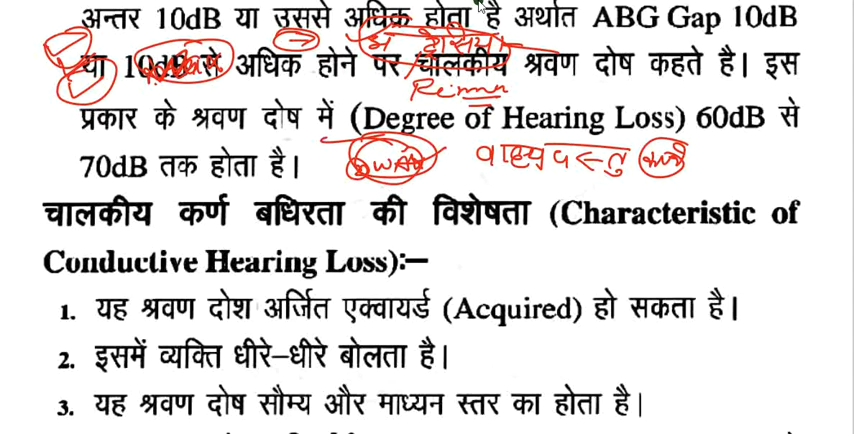 अन्तर 10dB या उससे अधिक होता है अर्थात ABG Gap 10dB
या 10dB से अधिक होने पर चालकीय श्रवण दोष कहते है। इस
प्रकार के श्रवण दोष में (Degree of Hearing Loss) 60dB से
70dB तक होता है।
वाह्य वस्तु
चालकीय कर्ण बधिरता की विशेषता (Characteristic of
Conductive Hearing Loss):–
1. यह श्रवण दोश अर्जित एक्वायर्ड (Acquired) हो सकता है।
2. इसमें व्यक्ति धीरे–धीरे बोलता है।
3. यह श्रवण दोष सौम्य और माध्यन स्तर का होता है।